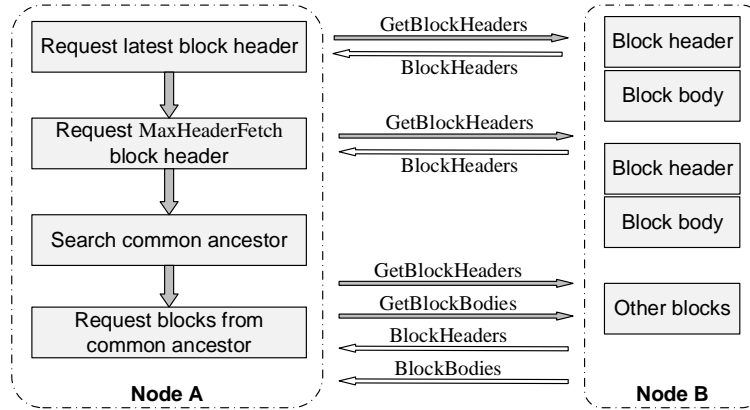 Request latest block header
GetBlockHeaders
BlockHeaders
Block header
Block body
Request MaxHeaderFetch
block header
GetBlockHeaders
BlockHeaders
Block header
Block body
Search common ancestor
GetBlockHeaders
GetBlockBodies
Request blocks from
common ancestor
BlockHeaders
BlockBodies
Other blocks
Node A
Node B